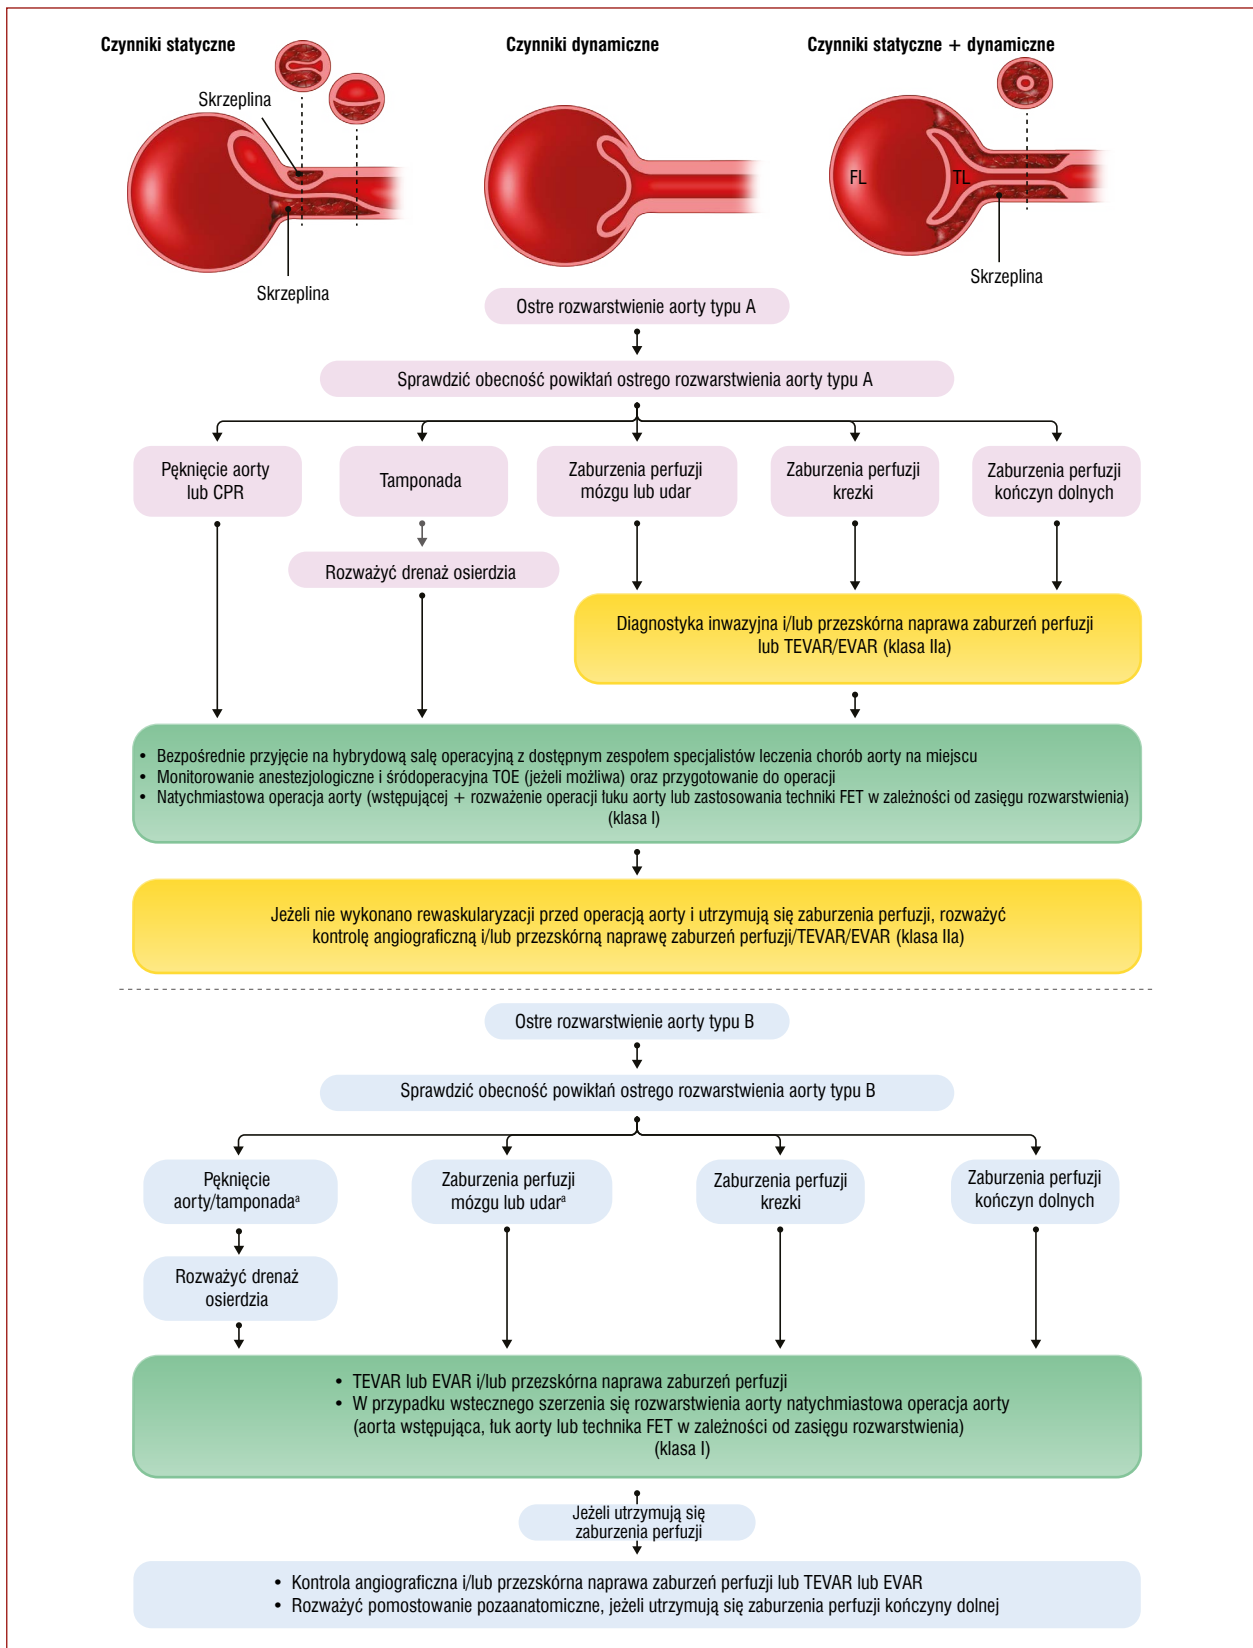 Czynniki statyczne
Czynniki dynamiczne
Czynniki statyczne + dynamiczne
Skrzeplina
Skrzeplina
FL
TL
Skrzeplina
Ostre rozwarstwienie aorty typu A
Sprawdzić obecność powikłań ostrego rozwarstwienia aorty typu A
Pęknięcie aorty
lub CPR
Tamponada
Zaburzenia perfuzji
mózgu lub udar
Zaburzenia perfuzji
krezki
Zaburzenia perfuzji
kończyn dolnych
Rozważyć drenaż osierdzia
Diagnostyka inwazyjna i/lub przezskórna naprawa zaburzeń perfuzji
lub TEVAR/EVAR (klasa IIa)
• Bezpośrednie przyjęcie na hybrydową salę operacyjną z dostępnym zespołem specjalistów leczenia chorób aorty na miejscu
• Monitorowanie anestezjologiczne i śródoperacyjna TOE (jeżeli możliwa) oraz przygotowanie do operacji
• Natychmiastowa operacja aorty (wstępującej + rozważenie operacji łuku aorty lub zastosowania techniki FET w zależności od zasięgu rozwarstwienia)
(klasa I)
Jeżeli nie wykonano rewaskularyzacji przed operacją aorty i utrzymują się zaburzenia perfuzji, rozważyć
kontrolę angiograficzną i/lub przezskórną naprawę zaburzeń perfuzji/TEVAR/EVAR (klasa IIa)
Ostre rozwarstwienie aorty typu B
Sprawdzić obecność powikłań ostrego rozwarstwienia aorty typu B
Pęknięcie
aorty/tamponadaᵃ
Zaburzenia perfuzji
mózgu lub udarᵃ
Zaburzenia perfuzji
krezki
Zaburzenia perfuzji
kończyn dolnych
Rozważyć drenaż
osierdzia
• TEVAR lub EVAR i/lub przezskórna naprawa zaburzeń perfuzji
• W przypadku wstecznego szerzenia się rozwarstwienia aorty natychmiastowa operacja aorty
(aorta wstępująca, łuk aorty lub technika FET w zależności od zasięgu rozwarstwienia)
(klasa I)
Jeżeli utrzymują się
zaburzenia perfuzji
• Kontrola angiograficzna i/lub przezskórna naprawa zaburzeń perfuzji lub TEVAR lub EVAR
• Rozważyć pomostowanie pozaanatomiczne, jeżeli utrzymują się zaburzenia perfuzji kończyny dolnej